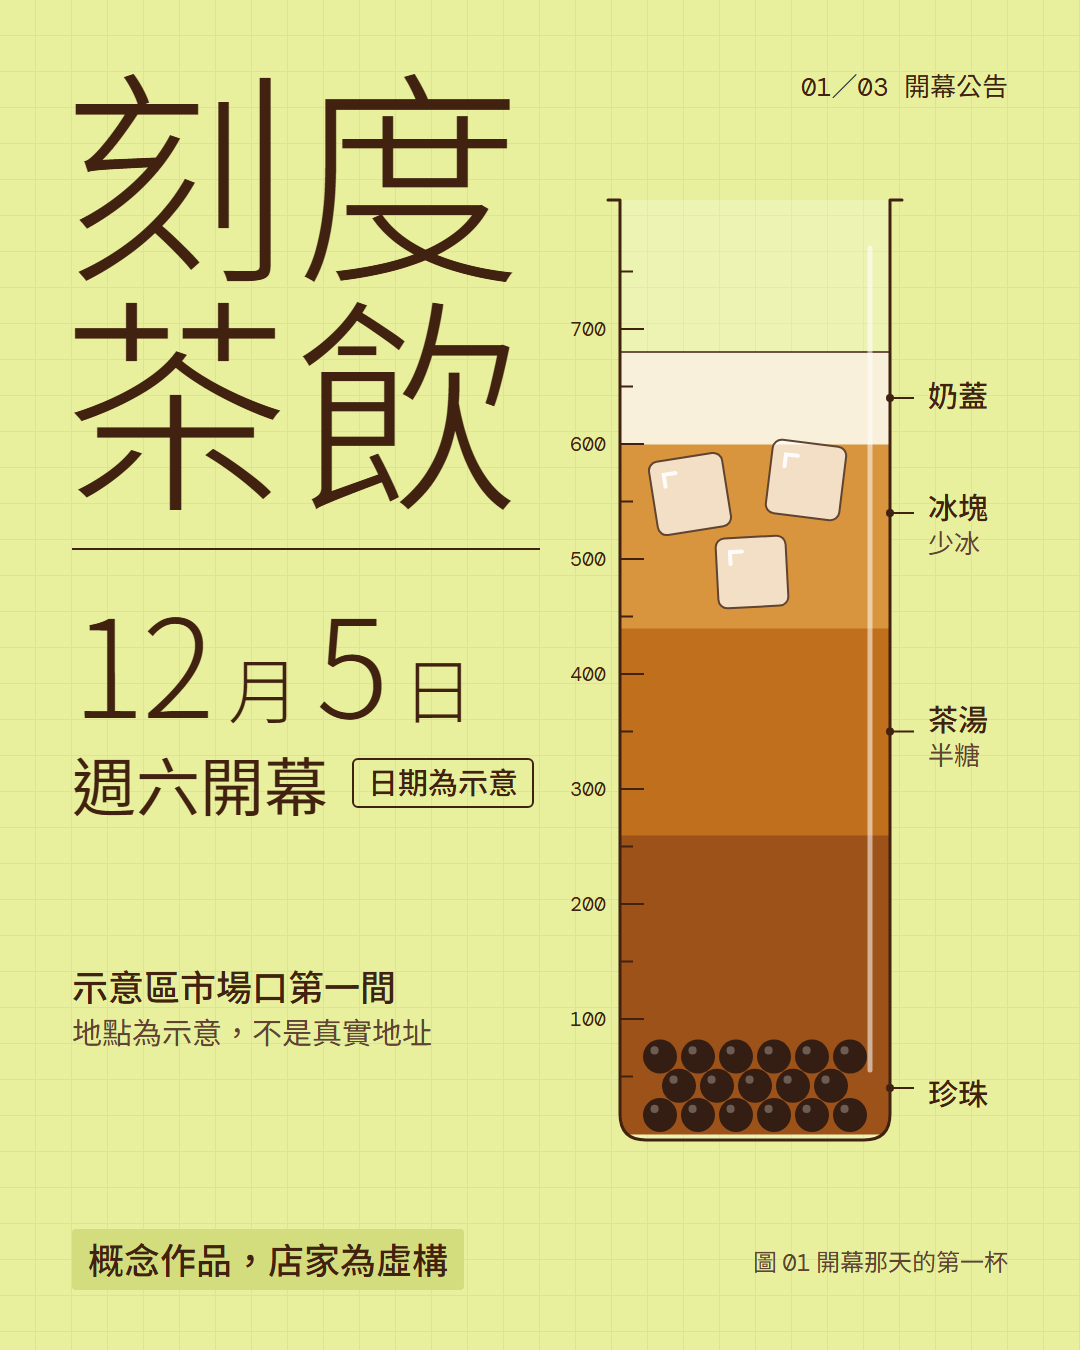 刻度
茶飲
01／03 開幕公告
12月5日
週六開幕
日期為示意
示意區市場口第一間
地點為示意，不是真實地址
700
600
500
400
300
200
100
奶蓋
冰塊
少冰
茶湯
半糖
珍珠
概念作品，店家為虛構
圖 01 開幕那天的第一杯